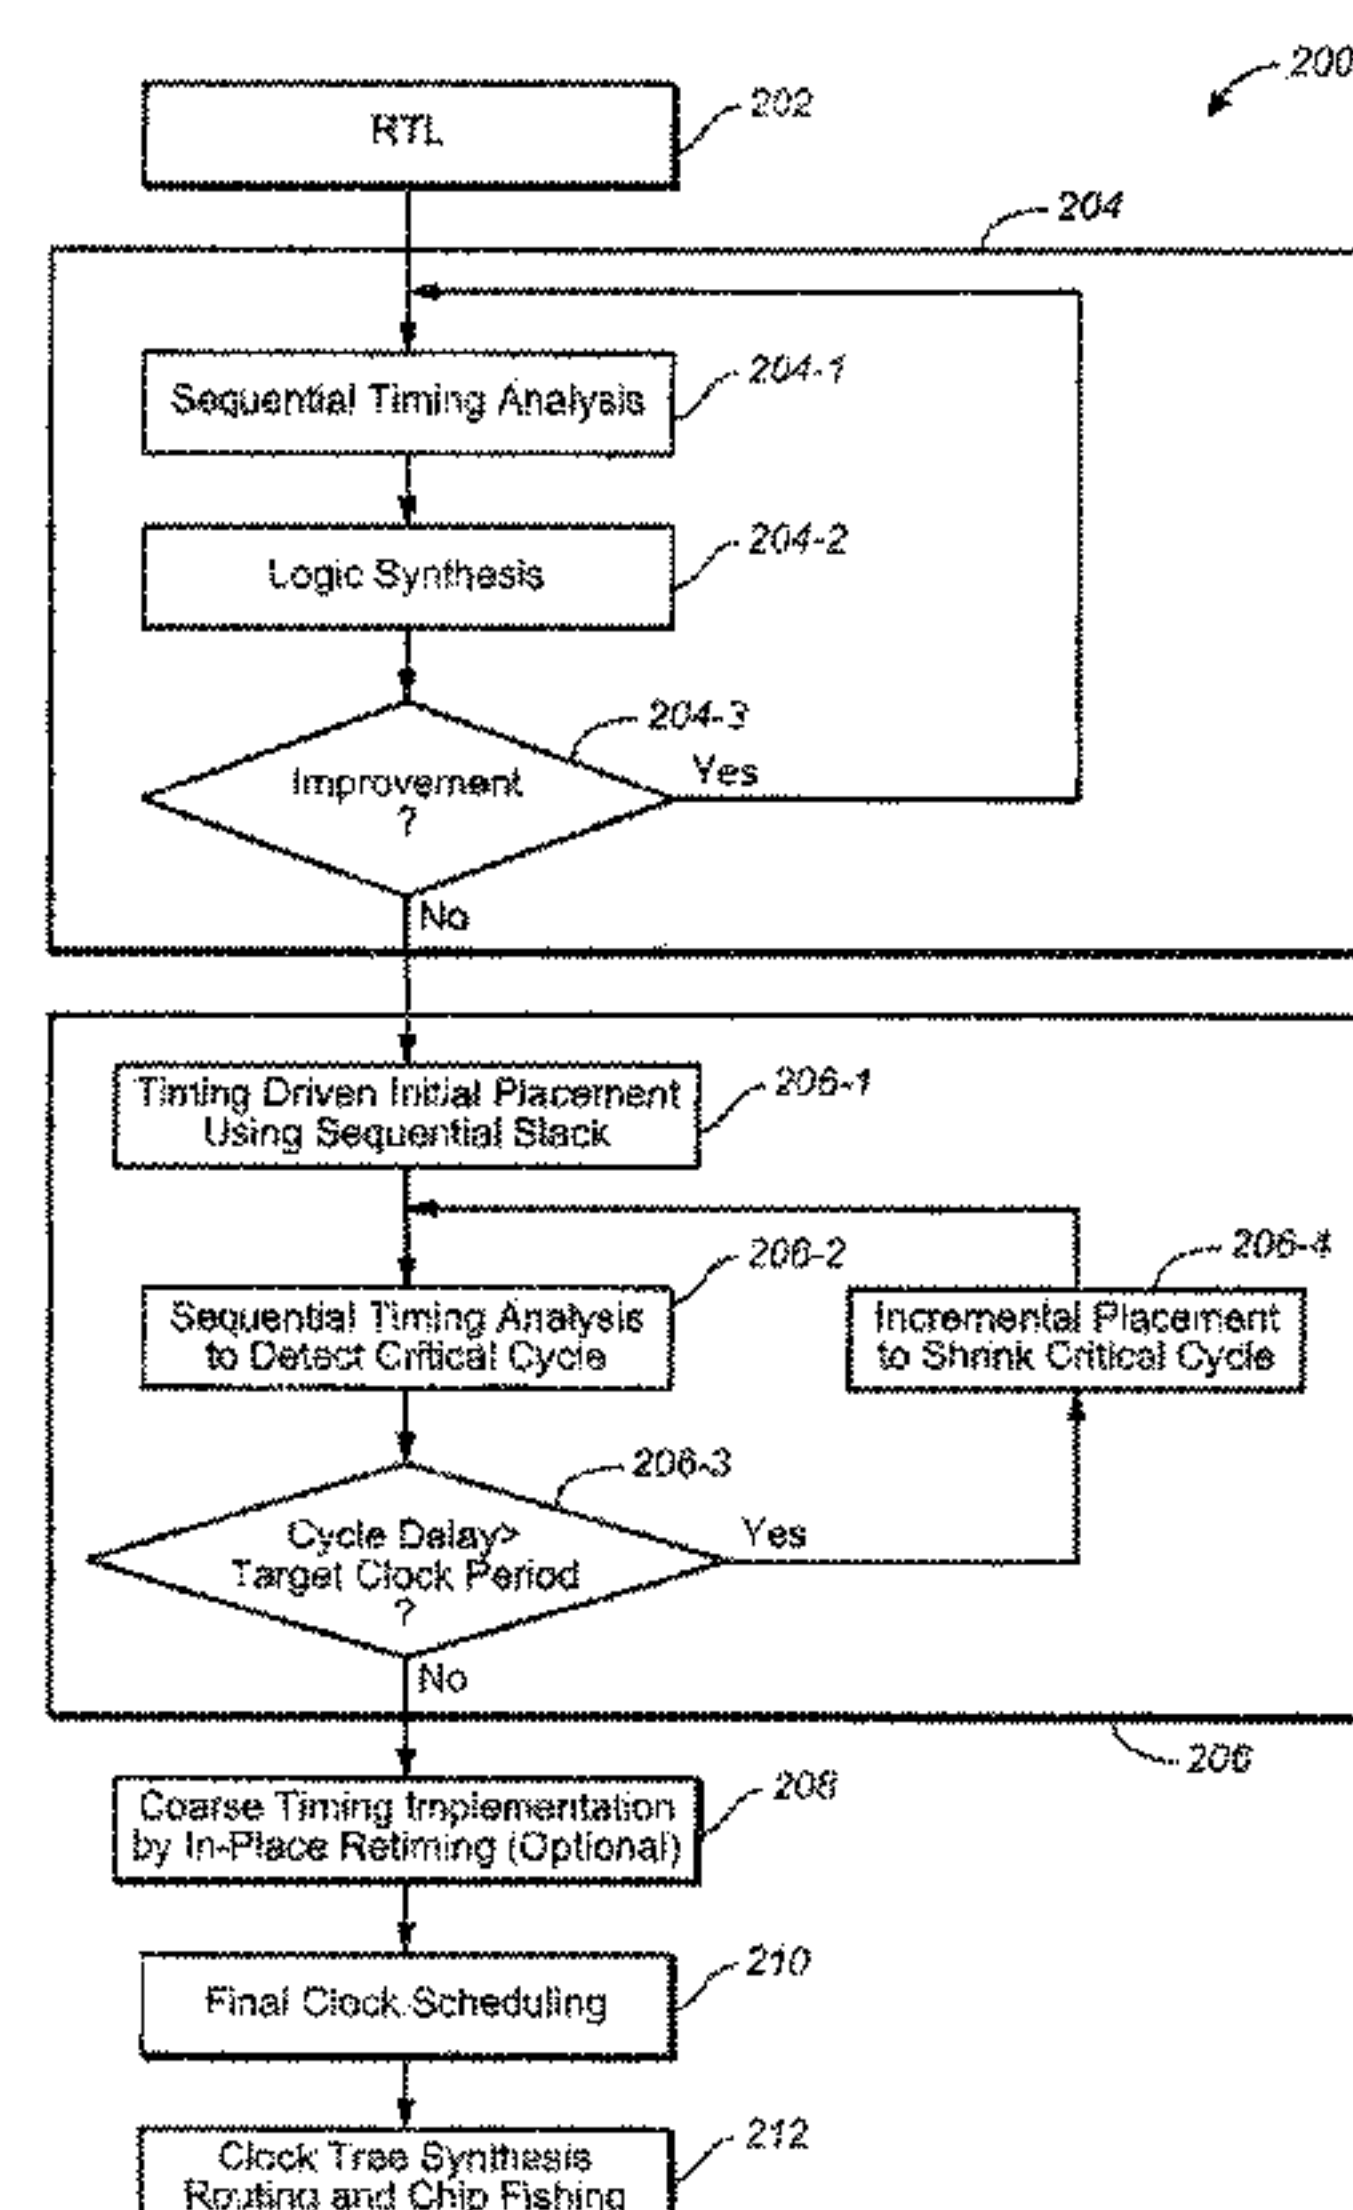 200
RTL
202
204
Sequential Timing Analysis
204-1
Logic Synthesis
204-2
204-3
Improvement
?
Yes
No
Timing Driven Initial Placement
Using Sequential Slack
206-1
206-2
206-4
Sequential Timing Analysis
to Detect Critical Cycle
Incremental Placement
to Shrink Critical Cycle
206-3
Cycle Delay>
Target Clock Period
?
Yes
No
206
Coarse Timing Implementation
by In-Place Retiming (Optional)
208
Final Clock Scheduling
210
Clock Tree Synthesis
Routing and Chip Fishing
212